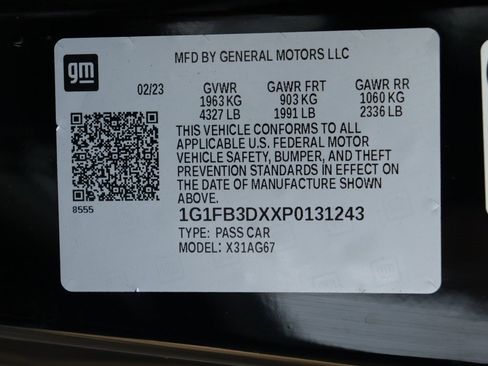 gm
MFD BY GENERAL MOTORS LLC
02/23 GVWR GAWR FRT GAWR RR
1963 KG 903 KG 1060 KG
4327 LB 1991 LB 2336 LB
THIS VEHICLE CONFORMS TO ALL
APPLICABLE U.S. FEDERAL MOTOR
VEHICLE SAFETY, BUMPER, AND THEFT
PREVENTION STANDARDS IN EFFECT ON
THE DATE OF MANUFACTURE SHOWN
ABOVE.
8555
1G1FB3DXXP0131243
TYPE: PASS CAR
MODEL: X31AG67